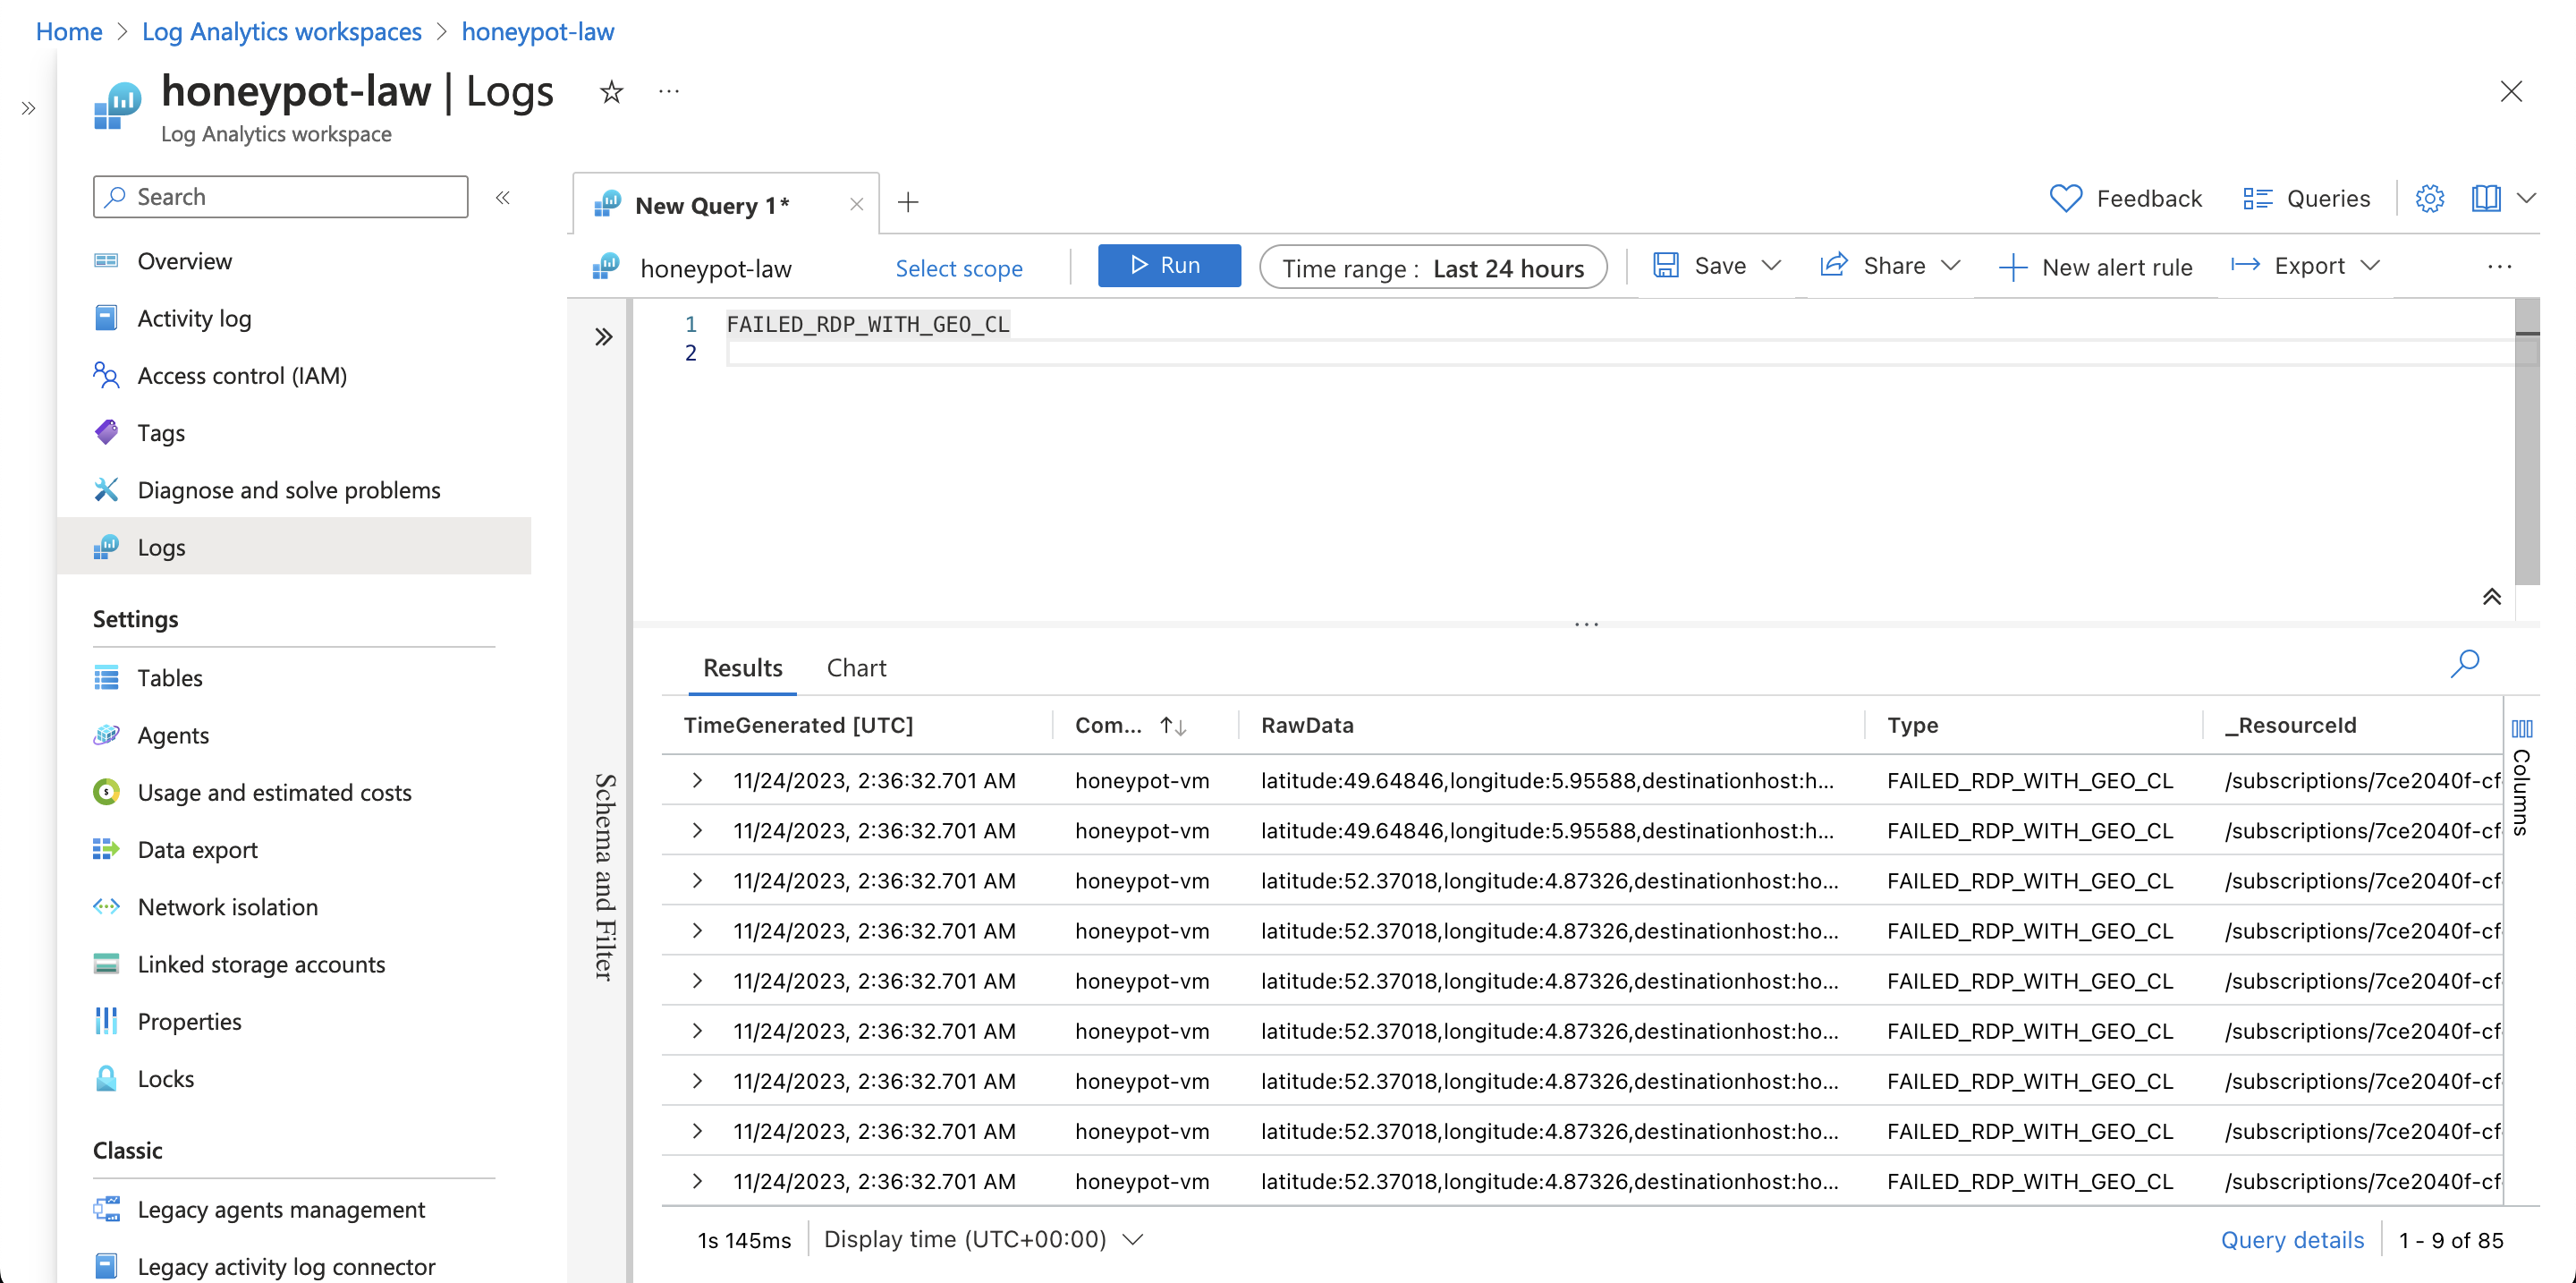 Home > Log Analytics workspaces > honeypot-law
honeypot-law | Logs
Log Analytics workspace
Search
Overview
Activity log
Access control (IAM)
Tags
Diagnose and solve problems
Logs
Settings
Tables
Agents
Usage and estimated costs
Data export
Network isolation
Linked storage accounts
Properties
Locks
Classic
Legacy agents management
Legacy activity log connector
New Query 1*
Feedback Queries
honeypot-law Select scope Run Time range : Last 24 hours Save Share New alert rule Export
1 FAILED_RDP_WITH_GEO_CL
2
Schema and Filter
Results Chart
TimeGenerated [UTC] Com... RawData Type _ResourceId
11/24/2023, 2:36:32.701 AM honeypot-vm latitude:49.64846,longitude:5.95588,destinationhost:h... FAILED_RDP_WITH_GEO_CL /subscriptions/7ce2040f-cf
11/24/2023, 2:36:32.701 AM honeypot-vm latitude:49.64846,longitude:5.95588,destinationhost:h... FAILED_RDP_WITH_GEO_CL /subscriptions/7ce2040f-cf
11/24/2023, 2:36:32.701 AM honeypot-vm latitude:52.37018,longitude:4.87326,destinationhost:ho... FAILED_RDP_WITH_GEO_CL /subscriptions/7ce2040f-cf
11/24/2023, 2:36:32.701 AM honeypot-vm latitude:52.37018,longitude:4.87326,destinationhost:ho... FAILED_RDP_WITH_GEO_CL /subscriptions/7ce2040f-cf
11/24/2023, 2:36:32.701 AM honeypot-vm latitude:52.37018,longitude:4.87326,destinationhost:ho... FAILED_RDP_WITH_GEO_CL /subscriptions/7ce2040f-cf
11/24/2023, 2:36:32.701 AM honeypot-vm latitude:52.37018,longitude:4.87326,destinationhost:ho... FAILED_RDP_WITH_GEO_CL /subscriptions/7ce2040f-cf
11/24/2023, 2:36:32.701 AM honeypot-vm latitude:52.37018,longitude:4.87326,destinationhost:ho... FAILED_RDP_WITH_GEO_CL /subscriptions/7ce2040f-cf
11/24/2023, 2:36:32.701 AM honeypot-vm latitude:52.37018,longitude:4.87326,destinationhost:ho... FAILED_RDP_WITH_GEO_CL /subscriptions/7ce2040f-cf
11/24/2023, 2:36:32.701 AM honeypot-vm latitude:52.37018,longitude:4.87326,destinationhost:ho... FAILED_RDP_WITH_GEO_CL /subscriptions/7ce2040f-cf
Columns
1s 145ms Display time (UTC+00:00) Query details 1 - 9 of 85